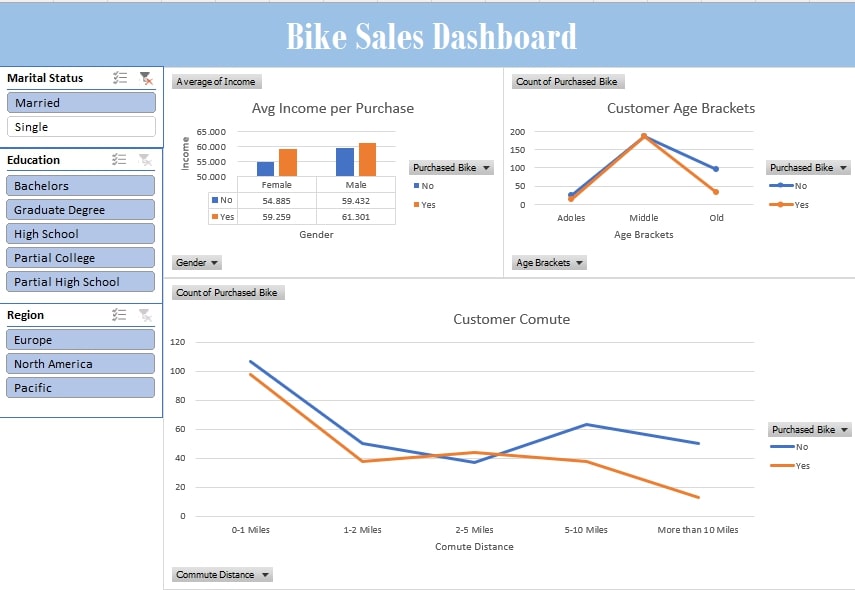 Bike Sales Dashboard
Marital Status
Married
Single
Education
Bachelors
Graduate Degree
High School
Partial College
Partial High School
Region
Europe
North America
Pacific
Average of Income
Avg Income per Purchase
Income
65.000
60.000
55.000
50.000
Female Male
No 54.885 59.432
Yes 59.259 61.301
Gender
Purchased Bike
No
Yes
Gender
Count of Purchased Bike
Customer Age Brackets
200
150
100
50
0
Adoles Middle Old
Age Brackets
Purchased Bike
No
Yes
Age Brackets
Count of Purchased Bike
Customer Comute
120
100
80
60
40
20
0
0-1 Miles 1-2 Miles 2-5 Miles 5-10 Miles More than 10 Miles
Comute Distance
Purchased Bike
No
Yes
Commute Distance